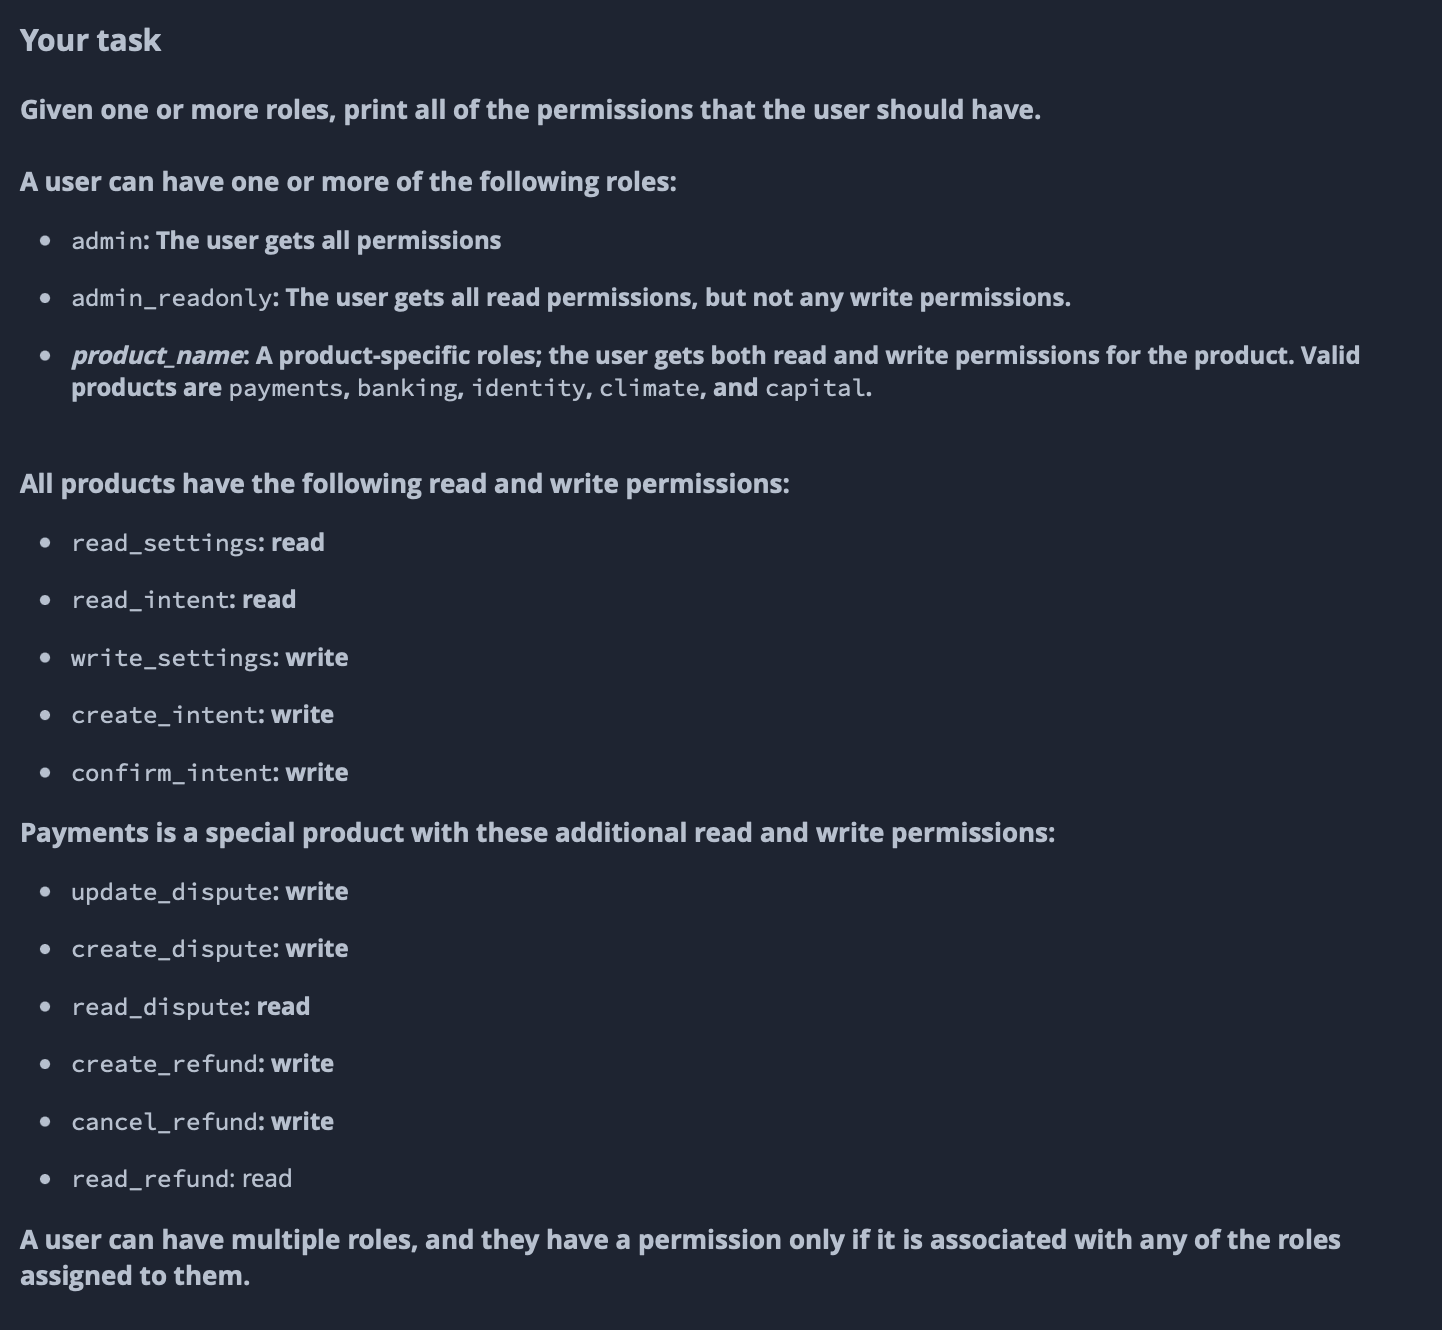 Your task
Given one or more roles, print all of the permissions that the user should have.
A user can have one or more of the following roles:
admin: The user gets all permissions
admin_readonly: The user gets all read permissions, but not any write permissions.
product_name: A product-specific roles; the user gets both read and write permissions for the product. Valid
products are payments, banking, identity, climate, and capital.
All products have the following read and write permissions:
read_settings: read
read_intent: read
write_settings: write
create_intent: write
confirm_intent: write
Payments is a special product with these additional read and write permissions:
update_dispute: write
create_dispute: write
read_dispute: read
create_refund: write
cancel_refund: write
read_refund: read
A user can have multiple roles, and they have a permission only if it is associated with any of the roles
assigned to them.